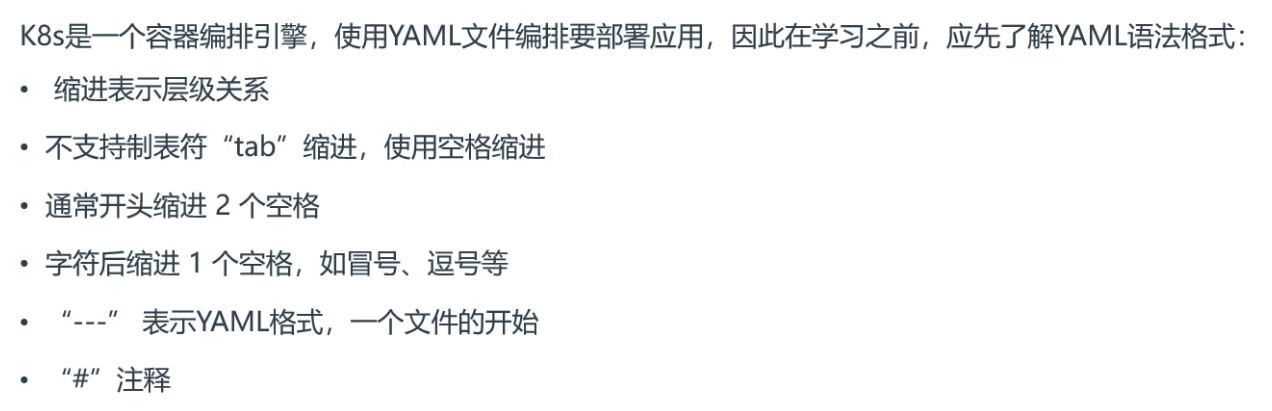 K8s是一个容器编排引擎，使用YAML文件编排要部署应用，因此在学习之前，应先了解YAML语法格式：
• 缩进表示层级关系
• 不支持制表符“tab”缩进，使用空格缩进
• 通常开头缩进 2 个空格
• 字符后缩进 1 个空格，如冒号、逗号等
• “---” 表示YAML格式，一个文件的开始
• “#”注释